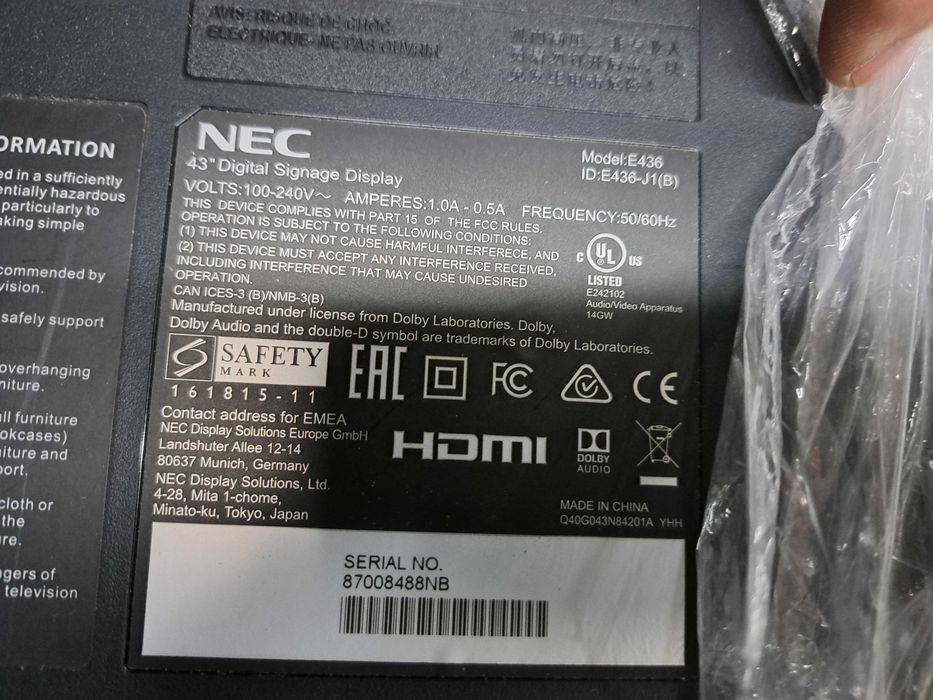 AVIS: RISQUE DE CHOC
ELECTRIQUE- NE PAS OUVRIR
ORMATION
ed in a sufficiently
entially hazardous
particularly to
aking simple
commended by
vision.
safely support
overhanging
niture.
all furniture
okcases)
niture and
port,
cloth or
the
ure.
ngers of
television
NEC
43" Digital Signage Display
Model:E436
ID:E436-J1(B)
VOLTS:100-240V～ AMPERES:1.0A - 0.5A FREQUENCY:50/60Hz
THIS DEVICE COMPLIES WITH PART 15 OF THE FCC RULES.
OPERATION IS SUBJECT TO THE FOLLOWING CONDITIONS:
(1) THIS DEVICE MAY NOT CAUSE HARMFUL INTERFERECE, AND
(2) THIS DEVICE MUST ACCEPT ANY INTERFERENCE RECEIVED,
INCLUDING INTERFERENCE THAT MAY CAUSE UNDESIRED
OPERATION.
CAN ICES-3 (B)/NMB-3(B)
C UL US
LISTED
E242102
Audio/Video Apparatus
14GW
Manufactured under license from Dolby Laboratories. Dolby,
Dolby Audio and the double-D symbol are trademarks of Dolby Laboratories.
S SAFETY
MARK
161815-11
EAC
FC
CE
Contact address for EMEA
NEC Display Solutions Europe GmbH
Landshuter Allee 12-14
80637 Munich, Germany
NEC Display Solutions, Ltd.
4-28, Mita 1-chome,
Minato-ku, Tokyo, Japan
HDMI
DOLBY
AUDIO
MADE IN CHINA
Q40G043N84201A YHH
SERIAL NO.
87008488NB